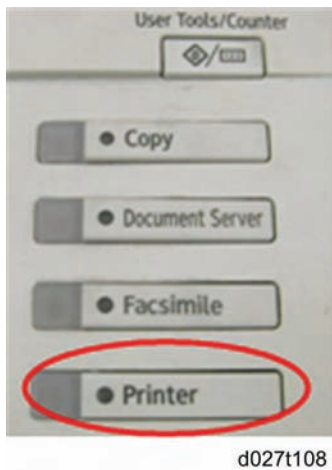 User Tools/Counter
Copy
Document Server
Facsimile
Printer
d027t108